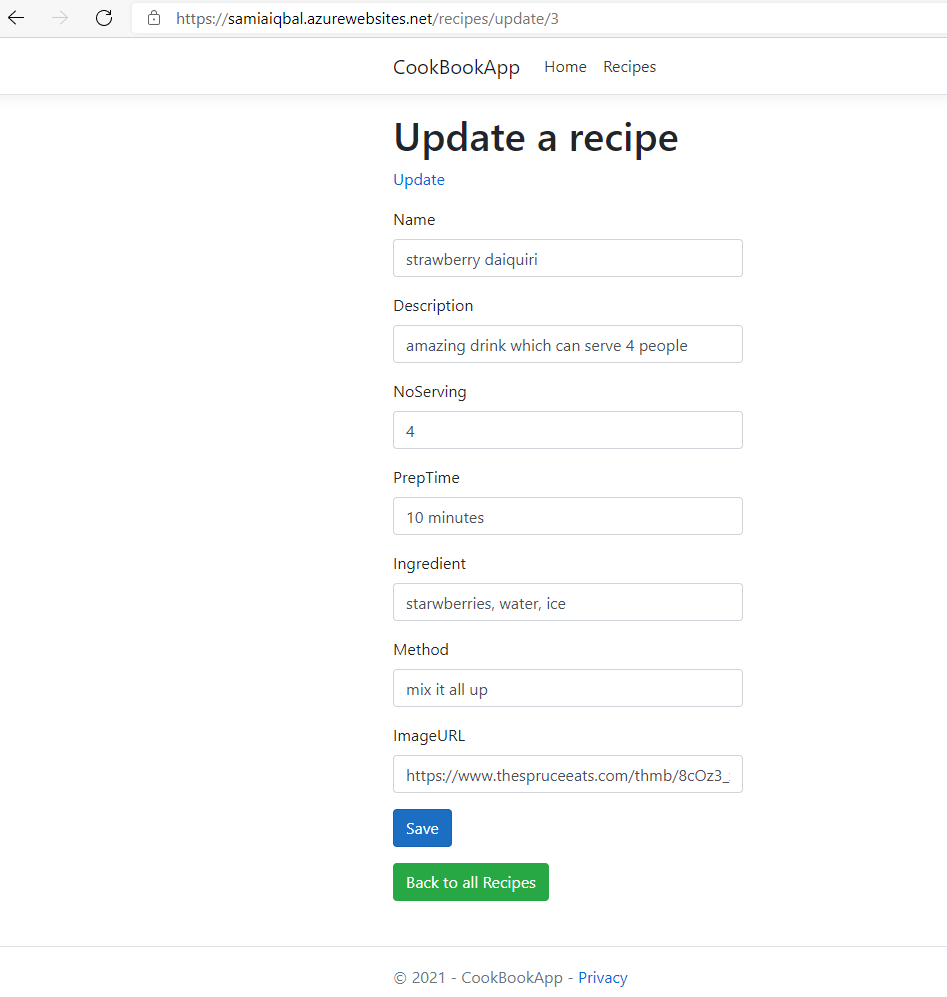 https://samiaiqbal.azurewebsites.net/recipes/update/3
CookBookApp Home Recipes
Update a recipe
Update
Name
strawberry daiquiri
Description
amazing drink which can serve 4 people
NoServing
4
PrepTime
10 minutes
Ingredient
starwberries, water, ice
Method
mix it all up
ImageURL
https://www.thespruceeats.com/thmb/8cOz3_
Save
Back to all Recipes
© 2021 - CookBookApp - Privacy